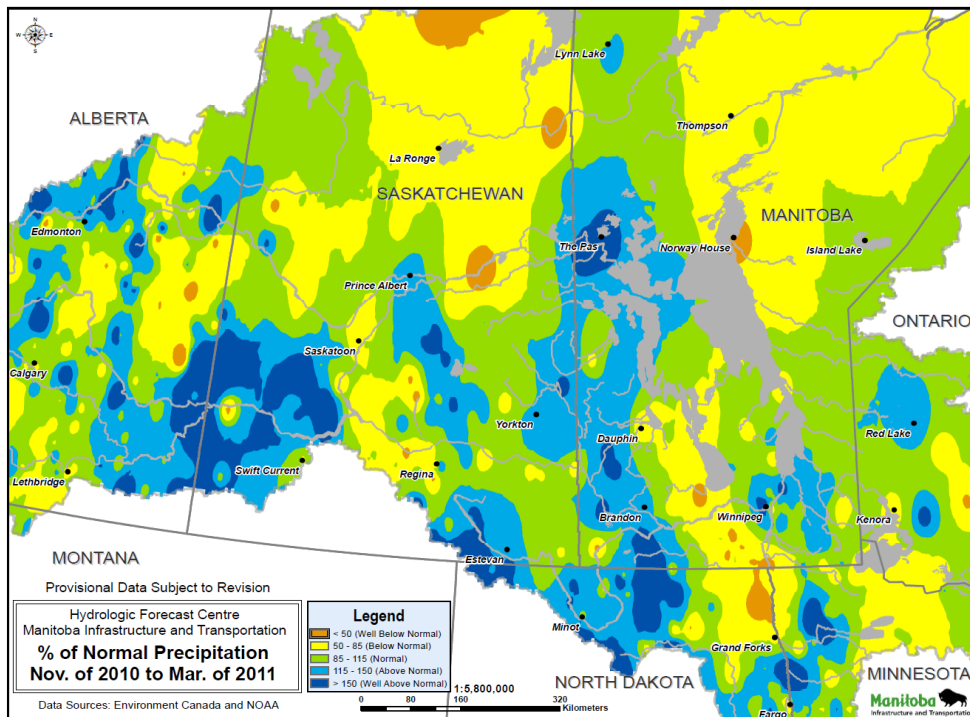 N
W E
S
Lynn Lake
ALBERTA
Thompson
La Ronge
SASKATCHEWAN
MANITOBA
Edmonton
The Pas
Norway House
Island Lake
Prince Albert
ONTARIO
Saskatoon
Calgary
Yorkton
Dauphin
Red Lake
Lethbridge
Swift Current
Regina
Brandon
Winnipeg
Kenora
MONTANA
Estevan
Minot
Grand Forks
NORTH DAKOTA
MINNESOTA
Fargo
Provisional Data Subject to Revision
Hydrologic Forecast Centre
Manitoba Infrastructure and Transportation
% of Normal Precipitation
Nov. of 2010 to Mar. of 2011
Data Sources: Environment Canada and NOAA
Legend
< 50 (Well Below Normal)
50 - 85 (Below Normal)
85 - 115 (Normal)
115 - 150 (Above Normal)
> 150 (Well Above Normal)
1:5,800,000
0 40 80 160 240 320
Kilometers
Manitoba
Infrastructure and Transportation